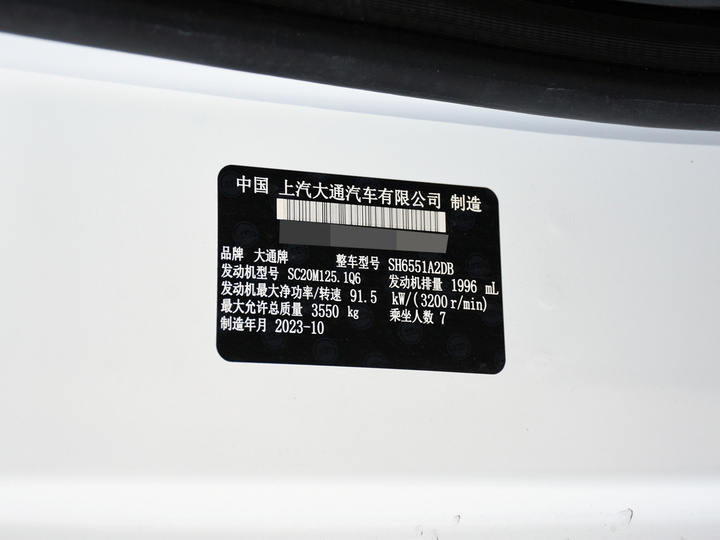 中国 上汽大通汽车有限公司 制造
品牌 大通牌 整车型号 SH6551A2DB
发动机型号 SC20M125.1Q6 发动机排量 1996 mL
发动机最大净功率/转速 91.5 kW/(3200 r/min)
最大允许总质量 3550 kg 乘坐人数 7
制造年月 2023-10